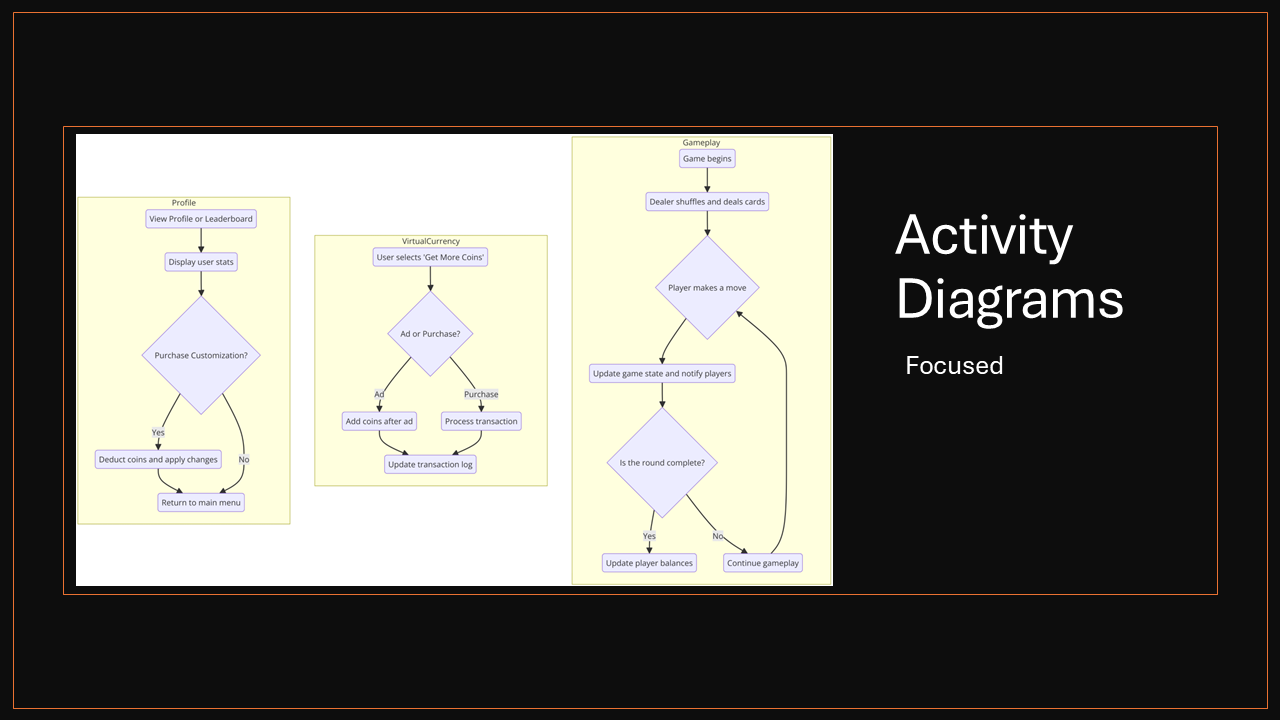 Profile
View Profile or Leaderboard
Display user stats
Purchase Customization?
Yes
No
Deduct coins and apply changes
Return to main menu
VirtualCurrency
User selects 'Get More Coins'
Ad or Purchase?
Ad
Purchase
Add coins after ad
Process transaction
Update transaction log
Gameplay
Game begins
Dealer shuffles and deals cards
Player makes a move
Update game state and notify players
Is the round complete?
Yes
No
Update player balances
Continue gameplay
Activity
Diagrams
Focused